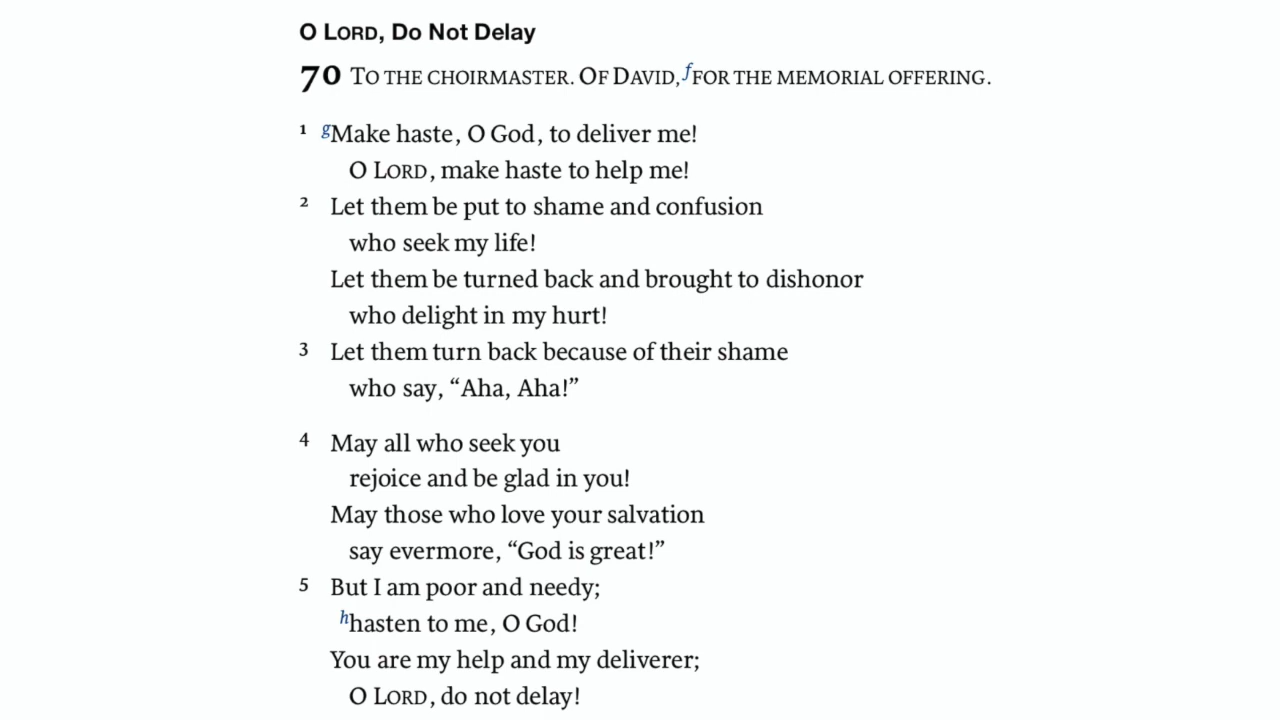 O LORD, Do Not Delay
70 TO THE CHOIRMASTER. OF DAVID, f FOR THE MEMORIAL OFFERING.
1 g Make haste, O God, to deliver me!
O LORD, make haste to help me!
2 Let them be put to shame and confusion
who seek my life!
Let them be turned back and brought to dishonor
who delight in my hurt!
3 Let them turn back because of their shame
who say, “Aha, Aha!”
4 May all who seek you
rejoice and be glad in you!
May those who love your salvation
say evermore, “God is great!”
5 But I am poor and needy;
h hasten to me, O God!
You are my help and my deliverer;
O LORD, do not delay!